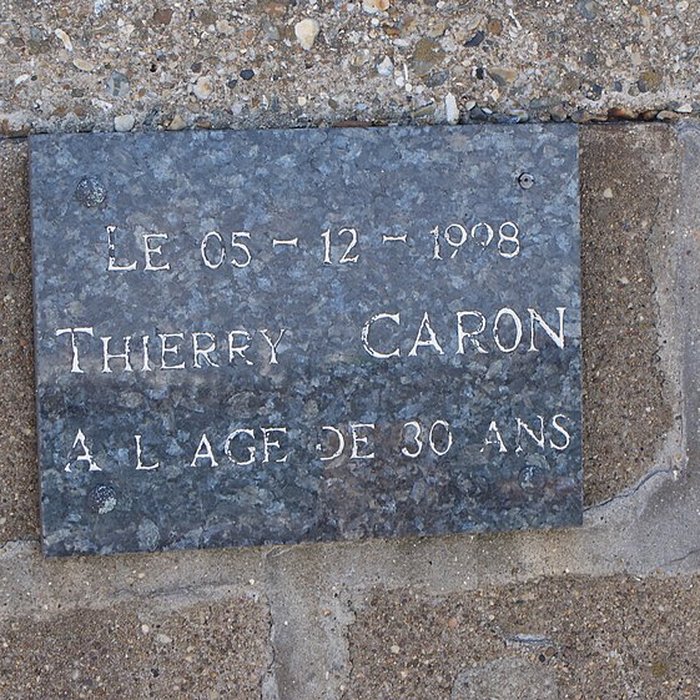 LE 05 - 12 - 1998
THIERRY CARON
A L AGE DE 30 ANS